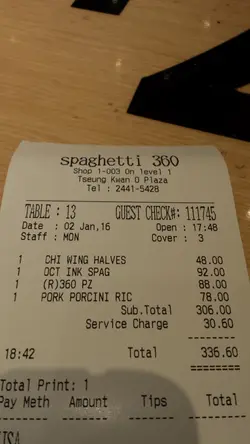 spaghetti 360
Shop 1-003 On level 1
Tseung Kwan O Plaza
Tel : 2441-5428
TABLE : 13 GUEST CHECK#: 111745
Date : 02 Jan,16 Open : 17:48
Staff : MON Cover : 3
1 CHI WING HALVES 48.00
1 OCT INK SPAG 92.00
1 (R)360 PZ 88.00
1 PORK PORCINI RIC 78.00
Sub.Total 306.00
Service Charge 30.60
18:42 Total 336.60
========
Total Print: 1
Pay Meth Amount Tips Total
VISA